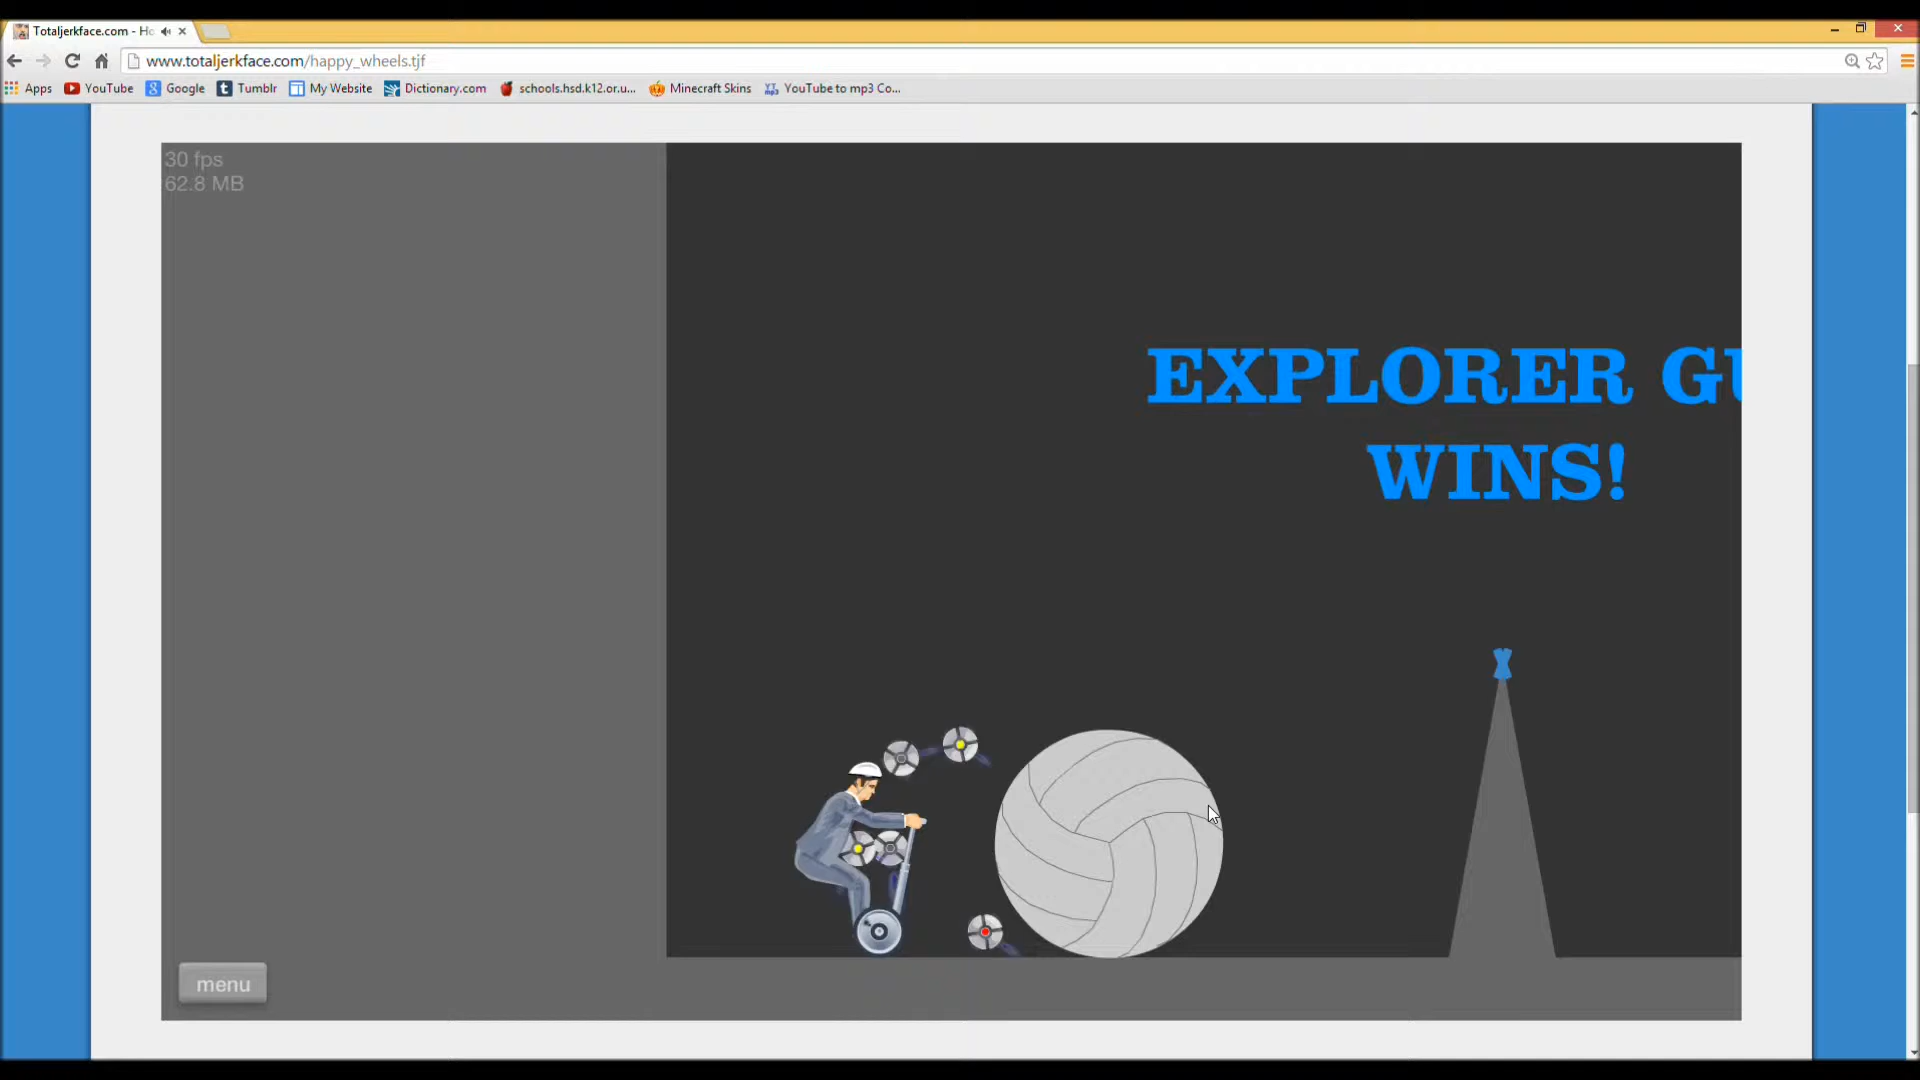 Totaljerkface.com - Ho
www.totaljerkface.com/happy_wheels.tjf
Apps YouTube Google Tumblr My Website Dictionary.com schools.hsd.k12.or.u... Minecraft Skins YouTube to mp3 Co...
30 fps
62.8 MB
EXPLORER GU
WINS!
menu